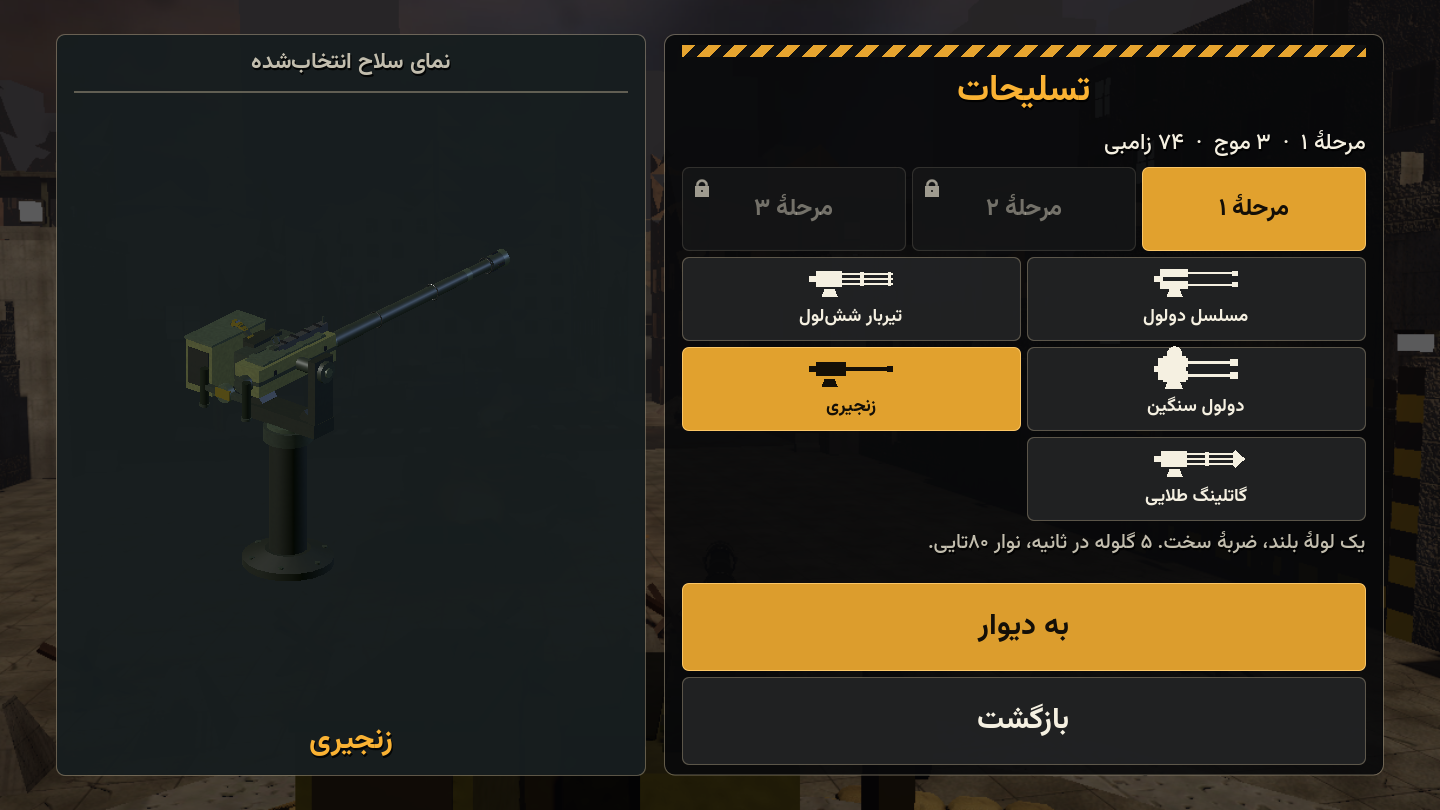 نمای سلاح انتخاب‌شده
زنجیری
تسلیحات
مرحلهٔ ۱ · ۳ موج · ۷۴ زامبی
مرحلهٔ ۱
مرحلهٔ ۲
مرحلهٔ ۳
مسلسل دولول
تیربار شش‌لول
دولول سنگین
زنجیری
گاتلینگ طلایی
یک لولهٔ بلند، ضربهٔ سخت. ۵ گلوله در ثانیه، نوار ۸۰تایی.
به دیوار
بازگشت